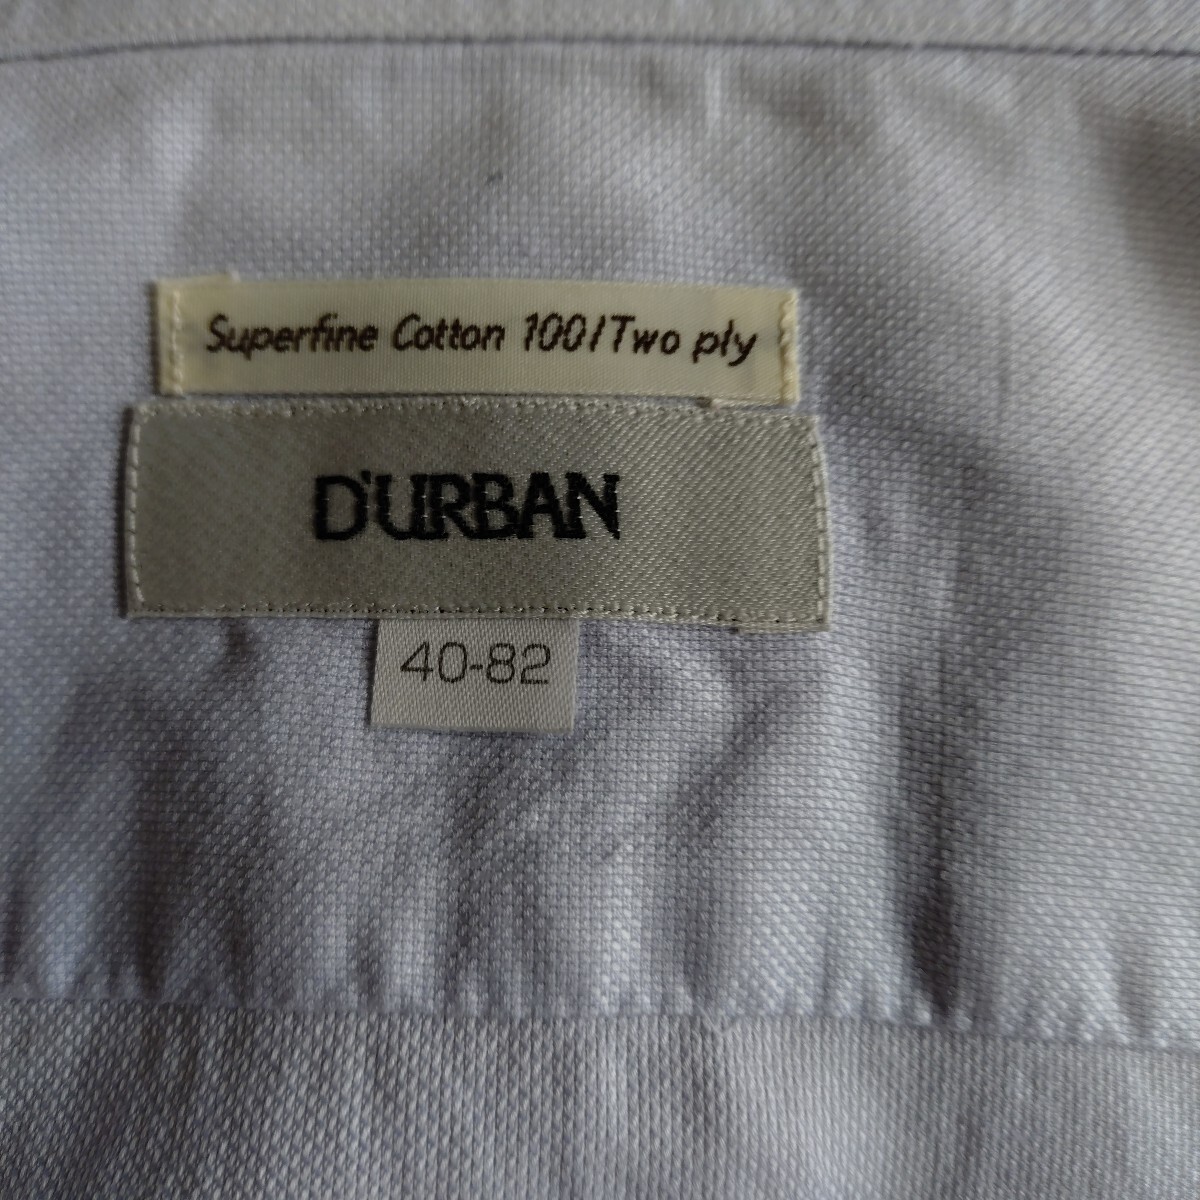 Superfine Cotton 100/Two ply
D'URBAN
40-82